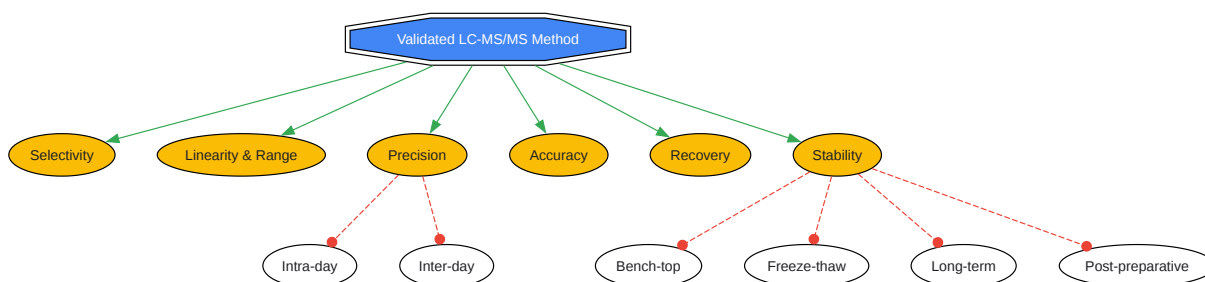 Validated LC-MS/MS Method
Selectivity
Linearity & Range
Precision
Accuracy
Recovery
Stability
Intra-day
Inter-day
Bench-top
Freeze-thaw
Long-term
Post-preparative